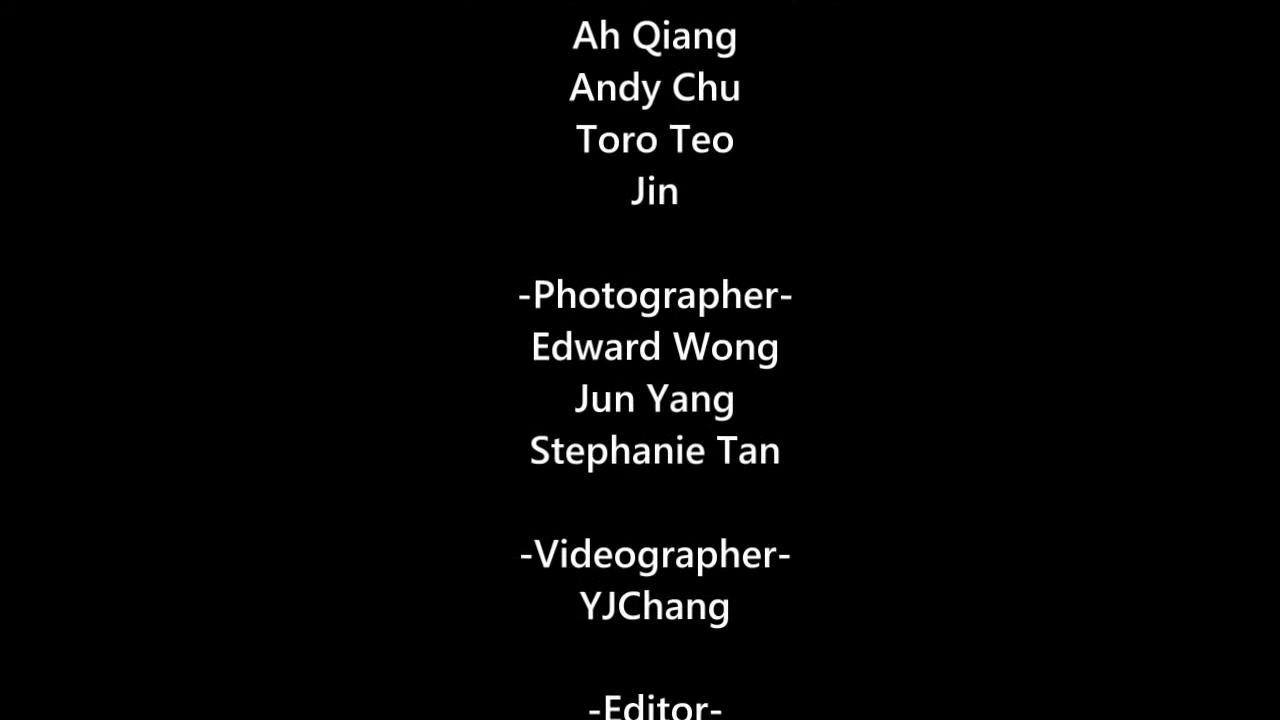 Ah Qiang
Andy Chu
Toro Teo
Jin
-Photographer-
Edward Wong
Jun Yang
Stephanie Tan
-Videographer-
YJChang
-Editor-